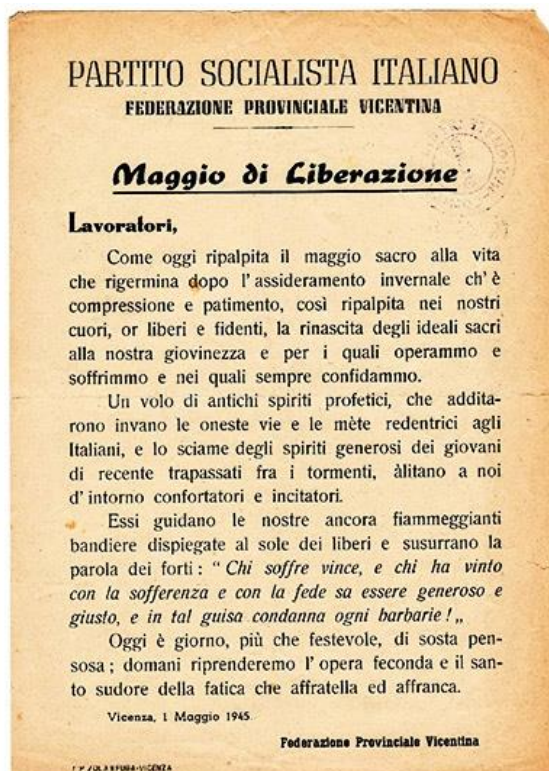 PARTITO SOCIALISTA ITALIANO
FEDERAZIONE PROVINCIALE VICENTINA
Maggio di Liberazione
Lavoratori,
Come oggi ripalpita il maggio sacro alla vita
che rigermina dopo l'assideramento invernale ch'è
compressione e patimento, così ripalpita nei nostri
cuori, or liberi e fidenti, la rinascita degli ideali sacri
alla nostra giovinezza e per i quali operammo e
soffrimmo e nei quali sempre confidammo.
Un volo di antichi spiriti profetici, che addita-
rono invano le oneste vie e le mète redentrici agli
Italiani, e lo sciame degli spiriti generosi dei giovani
di recente trapassati fra i tormenti, àlitano a noi
d'intorno confortatori e incitatori.
Essi guidano le nostre ancora fiammeggianti
bandiere dispiegate al sole dei liberi e susurrano la
parola dei forti: "Chi soffre vince, e chi ha vinto
con la sofferenza e con la fede sa essere generoso e
giusto, e in tal guisa condanna ogni barbarie!„
Oggi è giorno, più che festevole, di sosta pen-
sosa; domani riprenderemo l'opera feconda e il san-
to sudore della fatica che affratella ed affranca.
Vicenza, 1 Maggio 1945.
Federazione Provinciale Vicentina
VICENZA